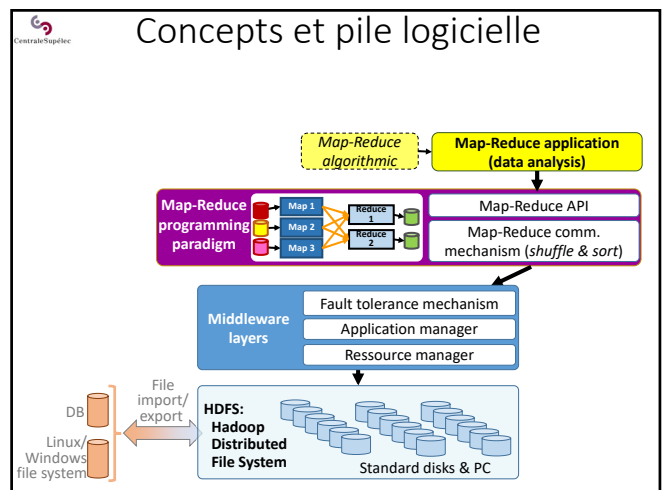 CentraleSupélec
Concepts et pile logicielle
Map-Reduce
algorithmic
Map-Reduce application
(data analysis)
Map-Reduce
programming
paradigm
Map 1
Map 2
Map 3
Reduce
1
Reduce
2
Map-Reduce API
Map-Reduce comm.
mechanism (shuffle & sort)
Middleware
layers
Fault tolerance mechanism
Application manager
Ressource manager
DB
Linux/
Windows
file system
File
import/
export
HDFS:
Hadoop
Distributed
File System
Standard disks & PC